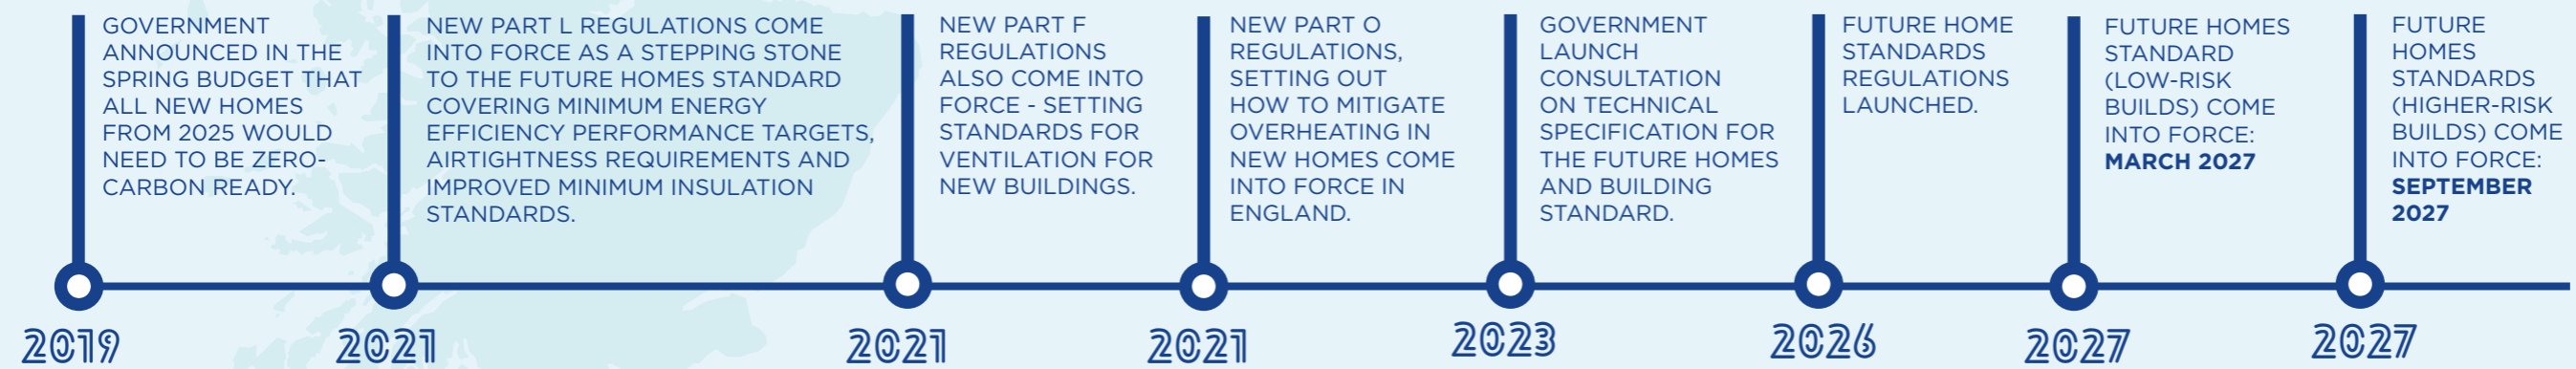 GOVERNMENT
ANNOUNCED IN THE
SPRING BUDGET THAT
ALL NEW HOMES
FROM 2025 WOULD
NEED TO BE ZERO-
CARBON READY.
2019
NEW PART L REGULATIONS COME
INTO FORCE AS A STEPPING STONE
TO THE FUTURE HOMES STANDARD
COVERING MINIMUM ENERGY
EFFICIENCY PERFORMANCE TARGETS,
AIRTIGHTNESS REQUIREMENTS AND
IMPROVED MINIMUM INSULATION
STANDARDS.
2021
NEW PART F
REGULATIONS
ALSO COME INTO
FORCE - SETTING
STANDARDS FOR
VENTILATION FOR
NEW BUILDINGS.
2021
NEW PART O
REGULATIONS,
SETTING OUT
HOW TO MITIGATE
OVERHEATING IN
NEW HOMES COME
INTO FORCE IN
ENGLAND.
2021
GOVERNMENT
LAUNCH
CONSULTATION
ON TECHNICAL
SPECIFICATION FOR
THE FUTURE HOMES
AND BUILDING
STANDARD.
2023
FUTURE HOME
STANDARDS
REGULATIONS
LAUNCHED.
2026
FUTURE HOMES
STANDARD
(LOW-RISK
BUILDS) COME
INTO FORCE:
MARCH 2027
2027
FUTURE
HOMES
STANDARDS
(HIGHER-RISK
BUILDS) COME
INTO FORCE:
SEPTEMBER
2027
2027